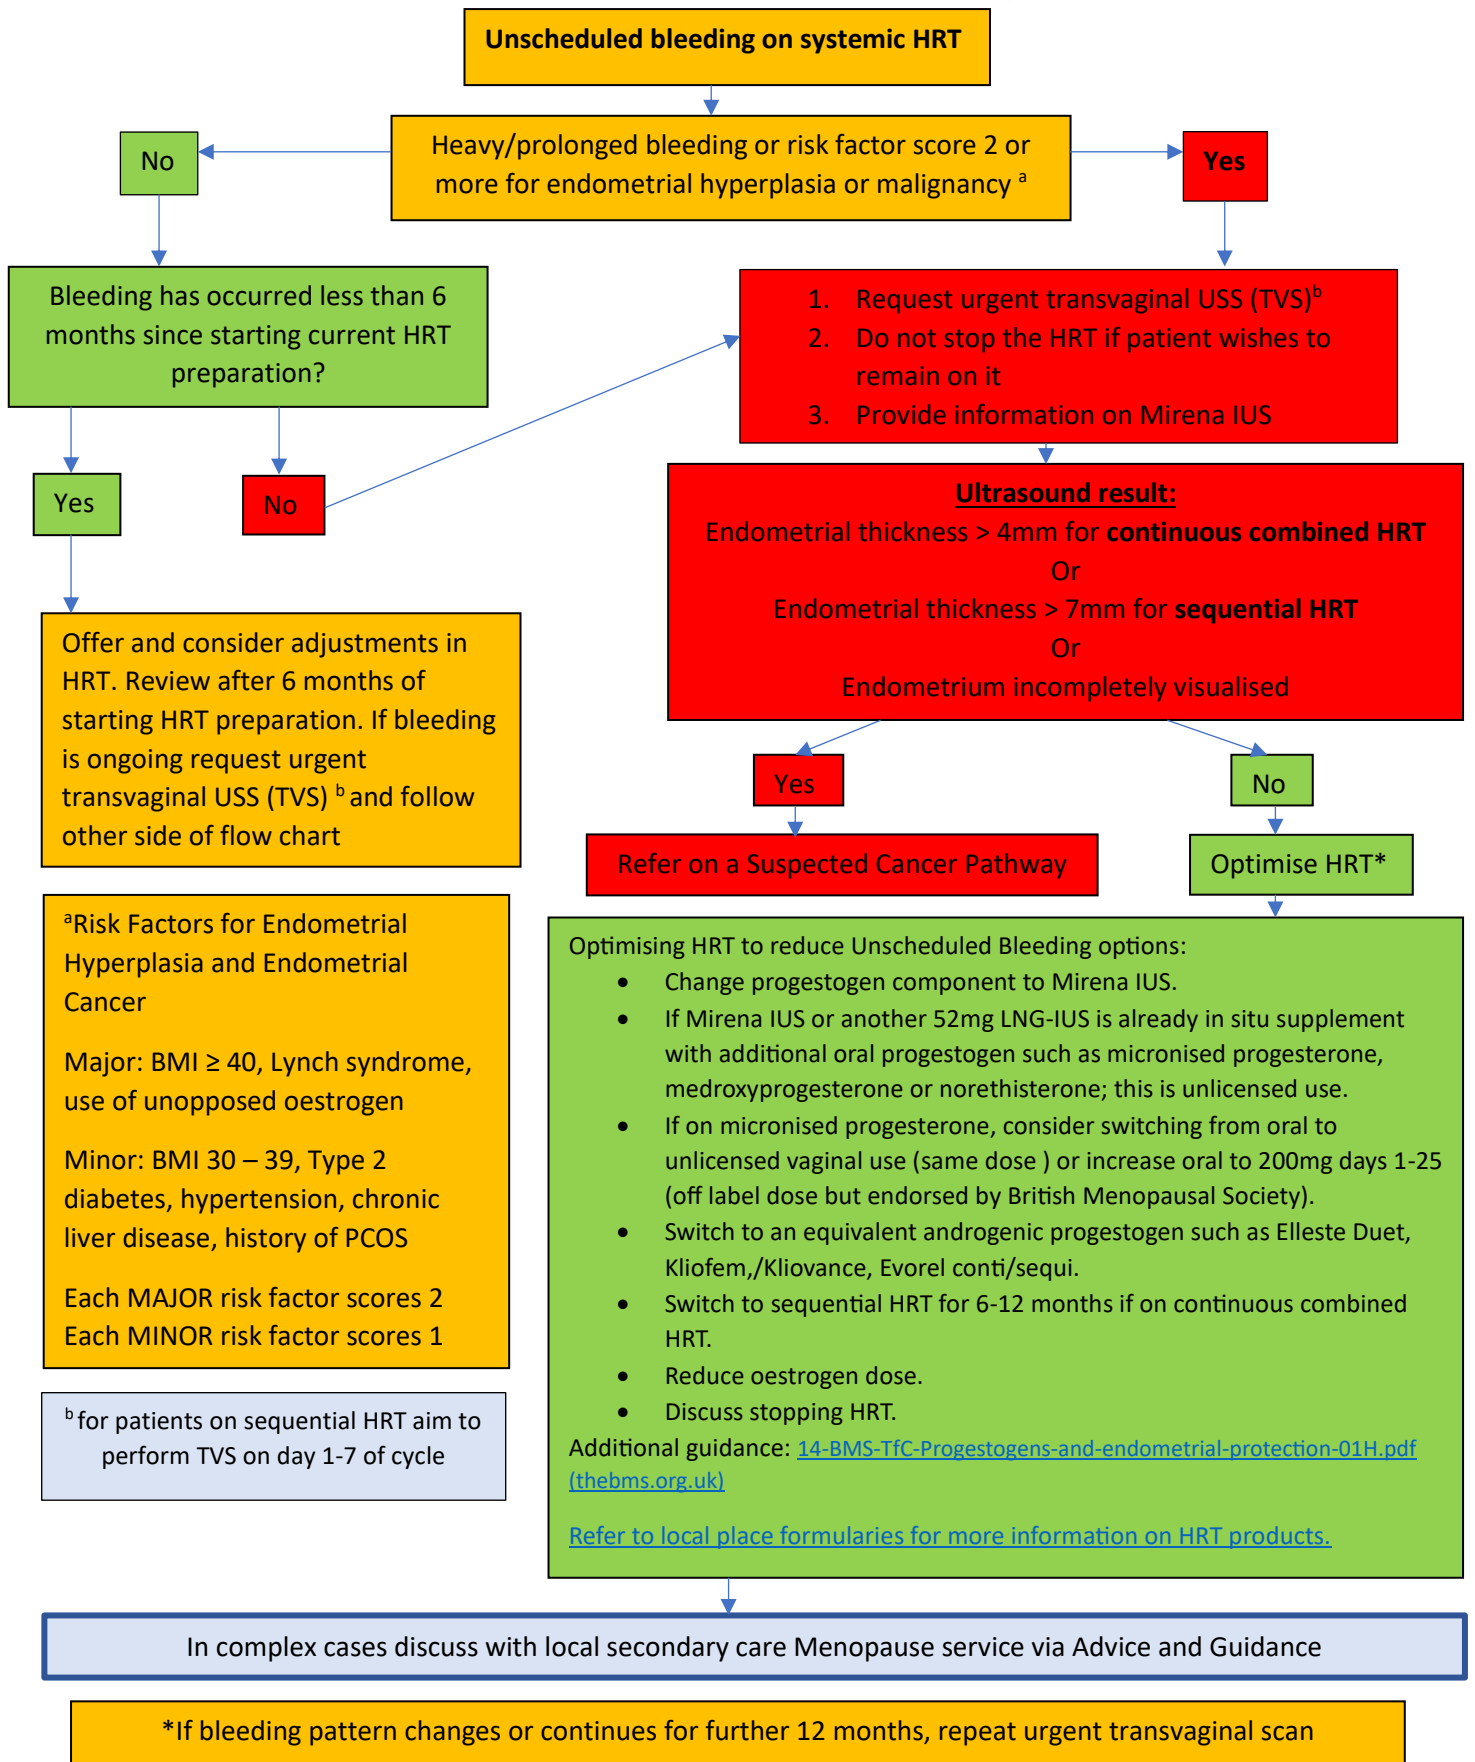 Unscheduled bleeding on systemic HRT
Heavy/prolonged bleeding or risk factor score 2 or
more for endometrial hyperplasia or malignancy a
No
Yes
Bleeding has occurred less than 6
months since starting current HRT
preparation?
1. Request urgent transvaginal USS (TVS)b
2. Do not stop the HRT if patient wishes to
remain on it
3. Provide information on Mirena IUS
Yes
No
Ultrasound result:
Endometrial thickness > 4mm for continuous combined HRT
Or
Endometrial thickness > 7mm for sequential HRT
Or
Endometrium incompletely visualised
Offer and consider adjustments in
HRT. Review after 6 months of
starting HRT preparation. If bleeding
is ongoing request urgent
transvaginal USS (TVS) b and follow
other side of flow chart
Yes
No
Refer on a Suspected Cancer Pathway
Optimise HRT*
aRisk Factors for Endometrial
Hyperplasia and Endometrial
Cancer
Major: BMI ≥ 40, Lynch syndrome,
use of unopposed oestrogen
Minor: BMI 30 – 39, Type 2
diabetes, hypertension, chronic
liver disease, history of PCOS
Each MAJOR risk factor scores 2
Each MINOR risk factor scores 1
b for patients on sequential HRT aim to
perform TVS on day 1-7 of cycle
Optimising HRT to reduce Unscheduled Bleeding options:
• Change progestogen component to Mirena IUS.
• If Mirena IUS or another 52mg LNG-IUS is already in situ supplement
with additional oral progestogen such as micronised progesterone,
medroxyprogesterone or norethisterone; this is unlicensed use.
• If on micronised progesterone, consider switching from oral to
unlicensed vaginal use (same dose ) or increase oral to 200mg days 1-25
(off label dose but endorsed by British Menopausal Society).
• Switch to an equivalent androgenic progestogen such as Elleste Duet,
Kliofem,/Kliovance, Evorel conti/sequi.
• Switch to sequential HRT for 6-12 months if on continuous combined
HRT.
• Reduce oestrogen dose.
• Discuss stopping HRT.
Additional guidance: 14-BMS-TfC-Progestogens-and-endometrial-protection-01H.pdf
(thebms.org.uk)
Refer to local place formularies for more information on HRT products.
In complex cases discuss with local secondary care Menopause service via Advice and Guidance
*If bleeding pattern changes or continues for further 12 months, repeat urgent transvaginal scan